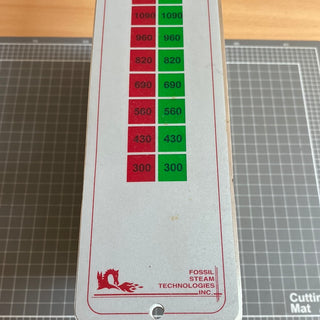 1090 1090
960 960
820 820
690 690
560 560
430 430
300 300
FOSSIL
STEAM
TECHNOLOGIES
INC.
Cutting
Mat